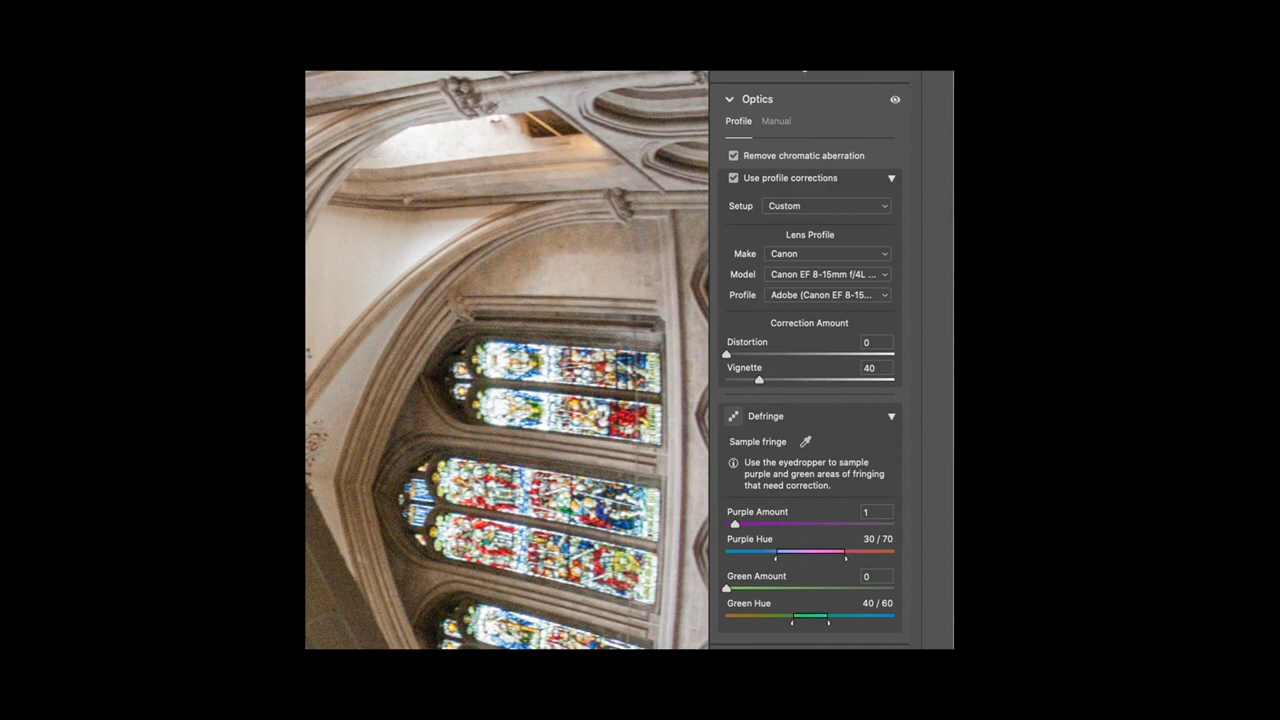 Optics
Profile Manual
Remove chromatic aberration
Use profile corrections
Setup Custom
Lens Profile
Make Canon
Model Canon EF 8-15mm f/4L ...
Profile Adobe (Canon EF 8-15...
Correction Amount
Distortion 0
Vignette 40
Defringe
Sample fringe
Use the eyedropper to sample
purple and green areas of fringing
that need correction.
Purple Amount 1
Purple Hue 30 / 70
Green Amount 0
Green Hue 40 / 60